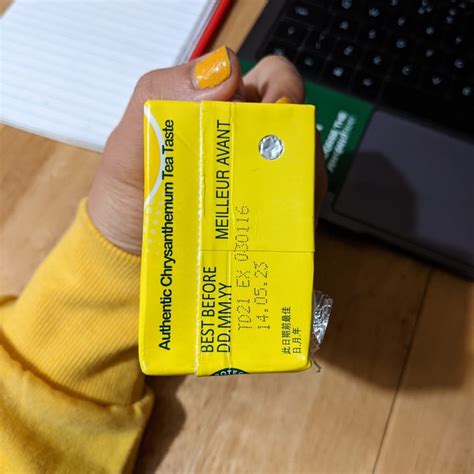 Authentic Chrysanthemum Tea Taste
BEST BEFORE MEILLEUR AVANT
DD.MM.YY
YD21 EX 030116
14.05.23
此日期前最佳
日.月.年